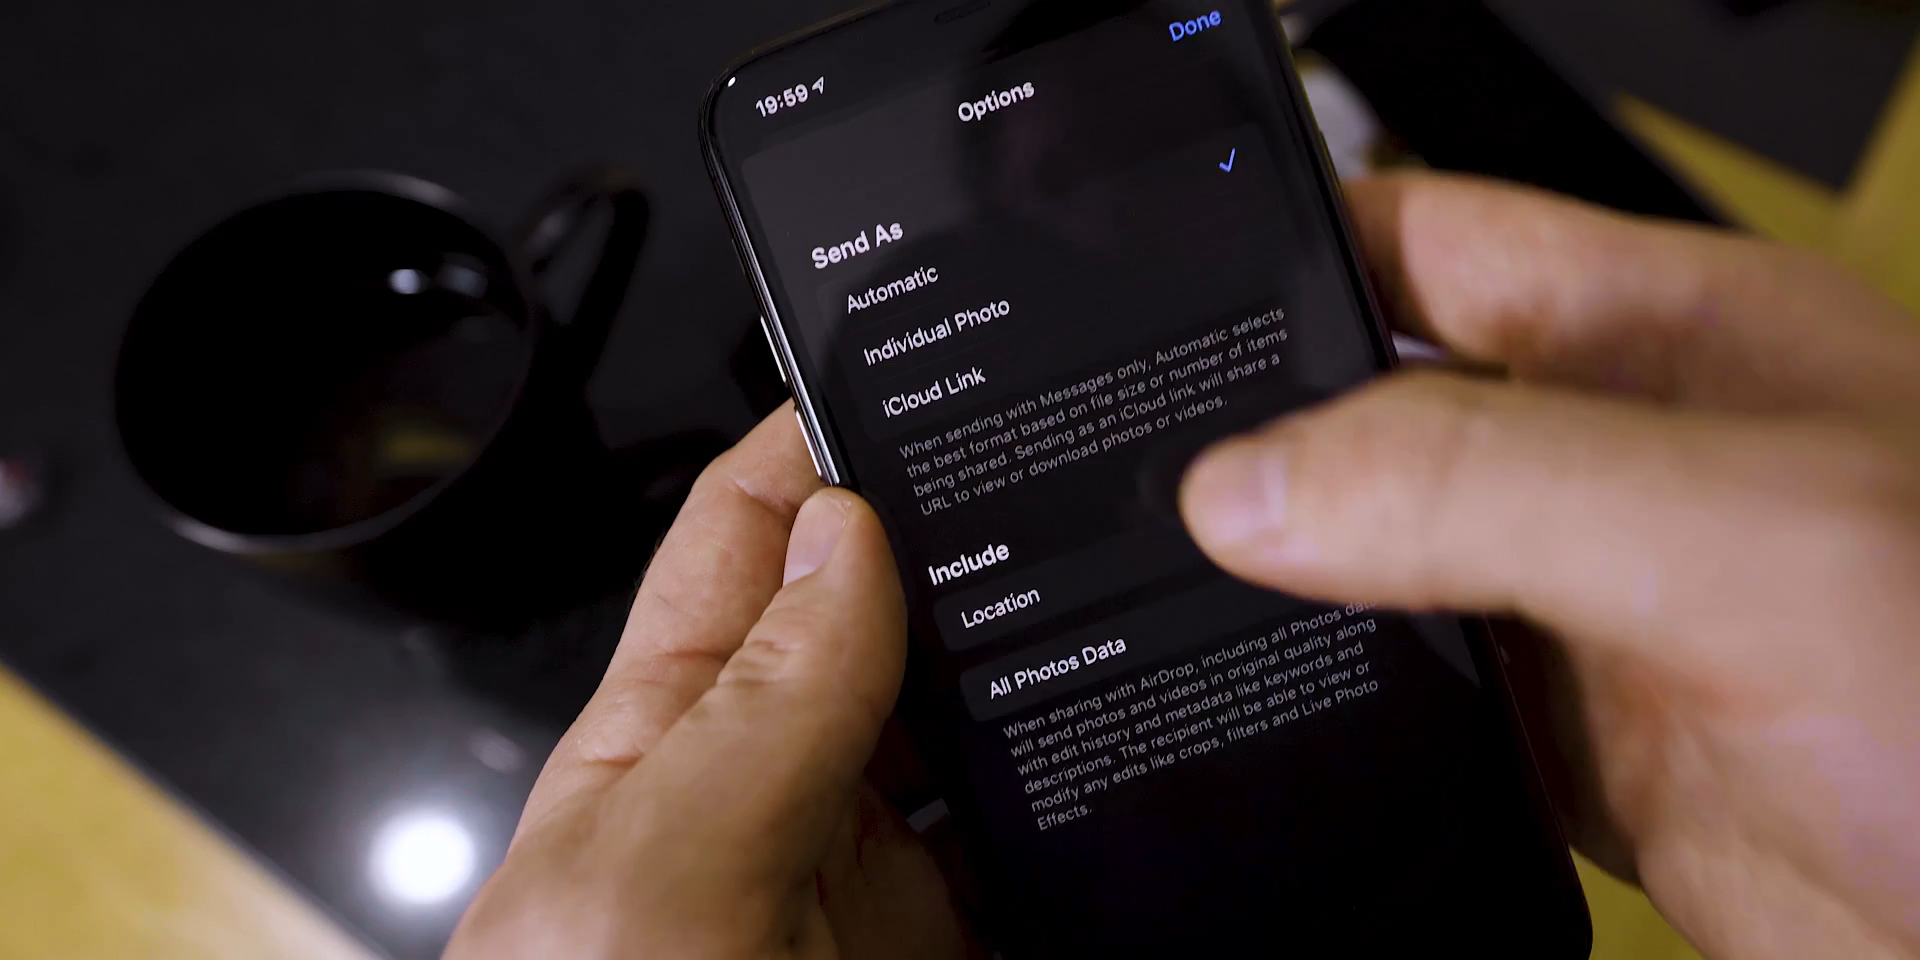 19:59
Done
Options
Send As
Automatic
Individual Photo
iCloud Link
When sending with Messages only, Automatic selects
the best format based on file size or number of items
being shared. Sending as an iCloud link will share a
URL to view or download photos or videos.
Include
Location
All Photos Data
When sharing with AirDrop, including all Photos data
will send photos and videos in original quality along
with edit history and metadata like keywords and
descriptions. The recipient will be able to view or
modify any edits like crops, filters and Live Photo
Effects.